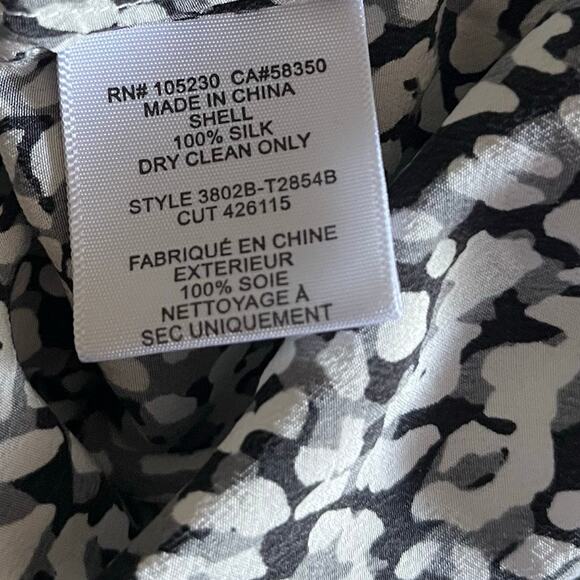 RN# 105230 CA#58350
MADE IN CHINA
SHELL
100% SILK
DRY CLEAN ONLY
STYLE 3802B-T2854B
CUT 426115
FABRIQUÉ EN CHINE
EXTERIEUR
100% SOIE
NETTOYAGE À
SEC UNIQUEMENT